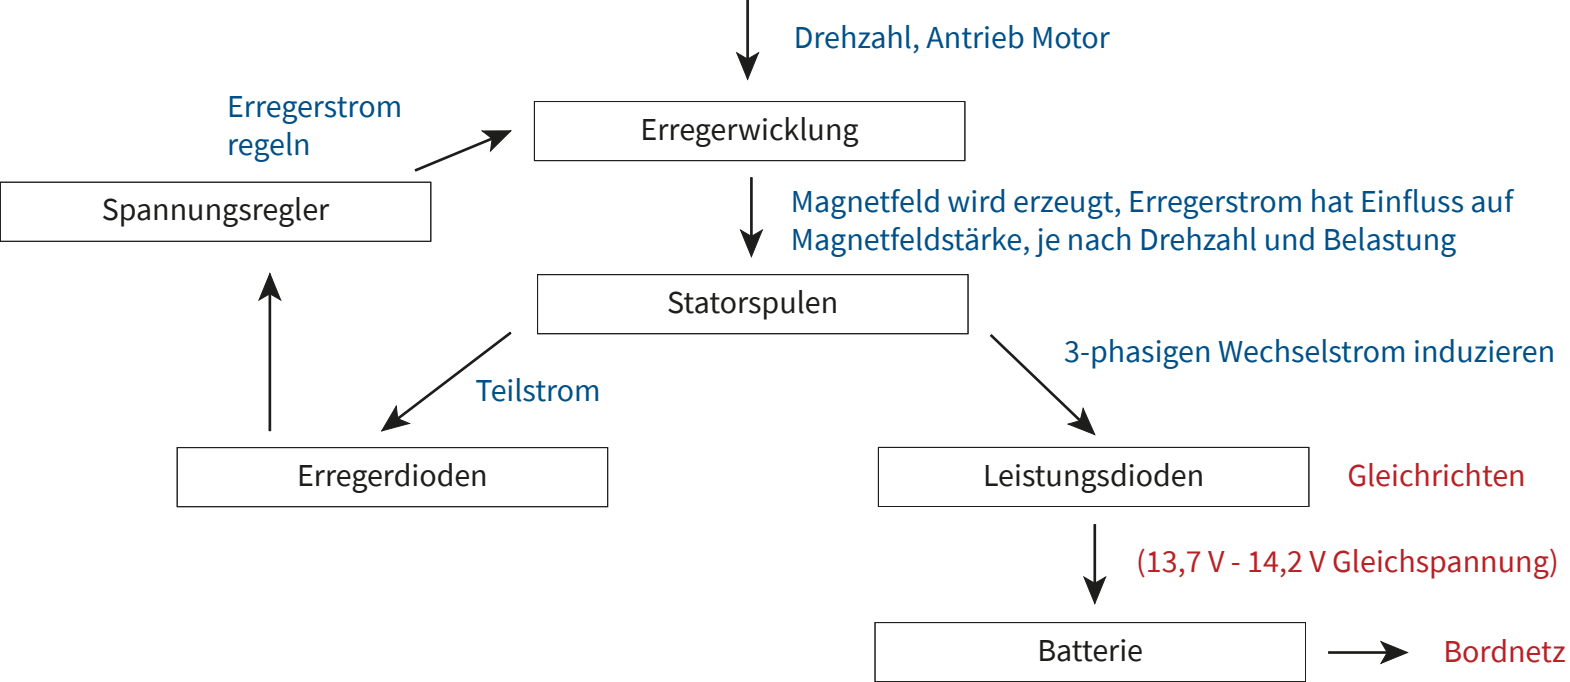 Drehzahl, Antrieb Motor
Erregerstrom
regeln
Erregerwicklung
Spannungsregler
Magnetfeld wird erzeugt, Erregerstrom hat Einfluss auf
Magnetfeldstärke, je nach Drehzahl und Belastung
Statorspulen
3-phasigen Wechselstrom induzieren
Teilstrom
Erregerdioden
Leistungsdioden
Gleichrichten
(13,7 V - 14,2 V Gleichspannung)
Batterie
Bordnetz